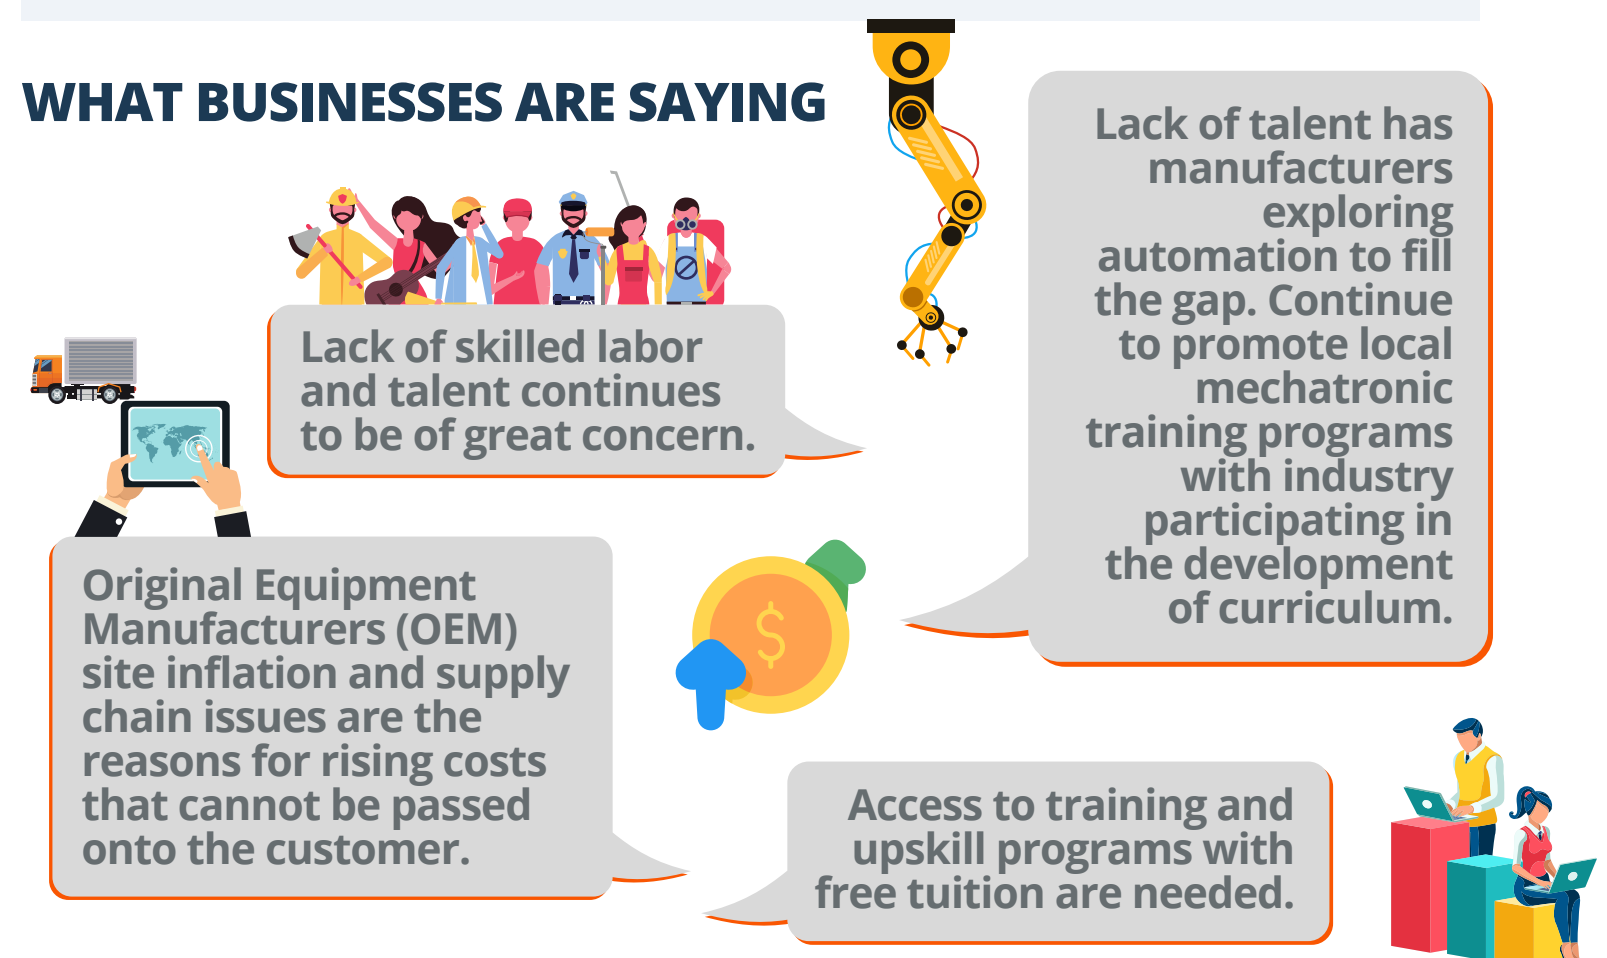 WHAT BUSINESSES ARE SAYING
Lack of skilled labor
and talent continues
to be of great concern.
Lack of talent has
manufacturers
exploring
automation to fill
the gap. Continue
to promote local
mechatronic
training programs
with industry
participating in
the development
of curriculum.
Original Equipment
Manufacturers (OEM)
site inflation and supply
chain issues are the
reasons for rising costs
that cannot be passed
onto the customer.
$
Access to training and
upskill programs with
free tuition are needed.